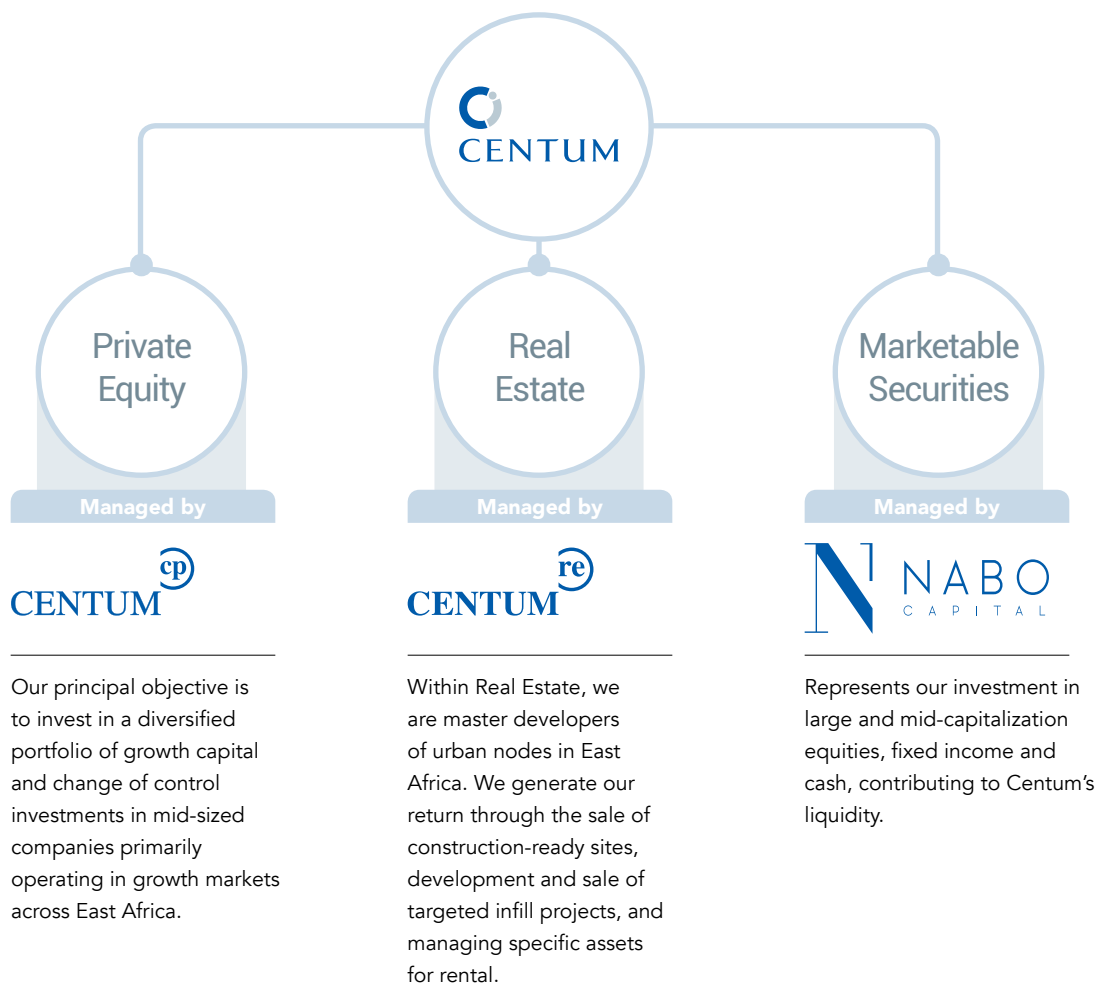 CENTUM
Private
Equity
Managed by
CENTUM cp
Our principal objective is
to invest in a diversified
portfolio of growth capital
and change of control
investments in mid-sized
companies primarily
operating in growth markets
across East Africa.
Real
Estate
Managed by
CENTUM re
Within Real Estate, we
are master developers
of urban nodes in East
Africa. We generate our
return through the sale of
construction-ready sites,
development and sale of
targeted infill projects, and
managing specific assets
for rental.
Marketable
Securities
Managed by
N NABO
CAPITAL
Represents our investment in
large and mid-capitalization
equities, fixed income and
cash, contributing to Centum’s
liquidity.